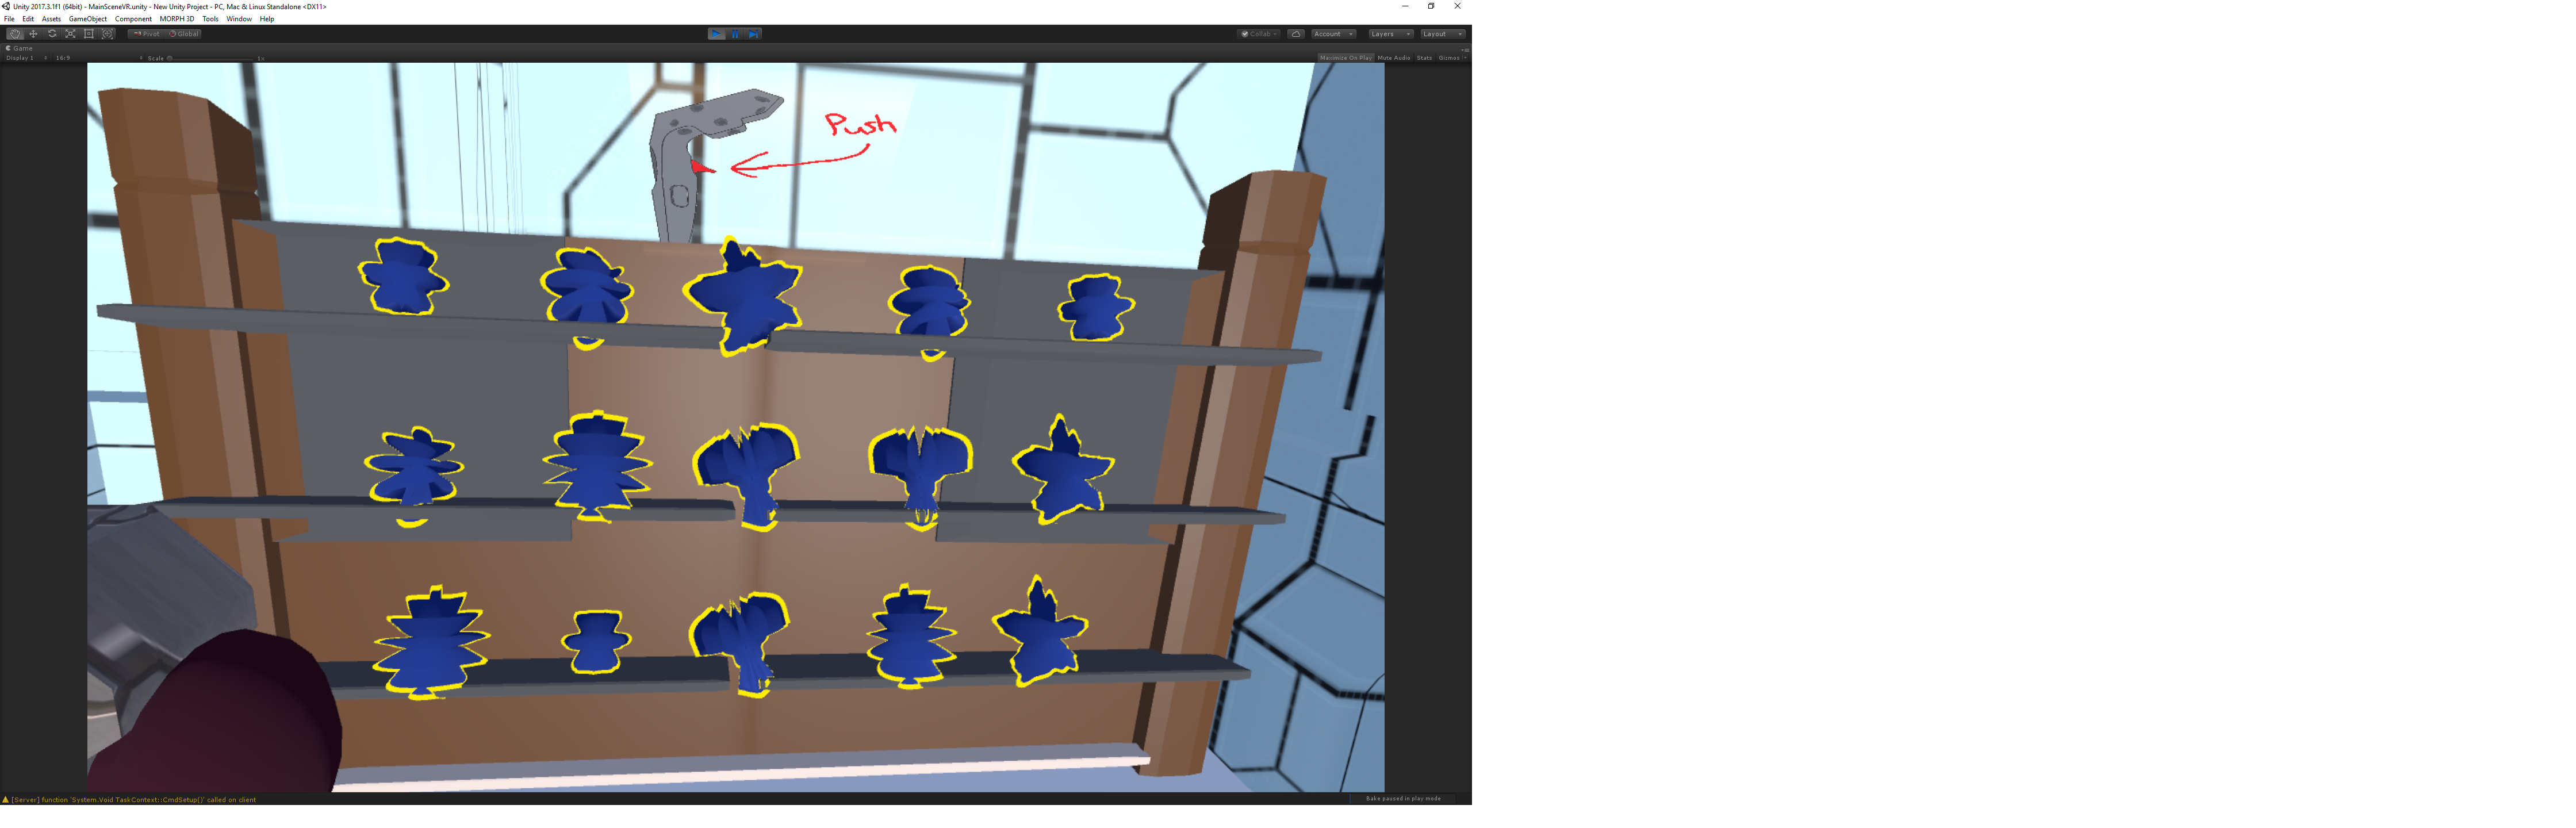 Unity 2017.3.1f1 (64bit) - MainSceneVR.unity - New Unity Project - PC, Mac & Linux Standalone <DX11>
File Edit Assets GameObject Component MORPH 3D Tools Window Help
Pivot Global Collab Account Layers Layout
Game
Display 1 16:9 Scale 1x Maximize On Play Mute Audio Stats Gizmos
Push
[Server] function 'System.Void TaskContext::CmdSetup()' called on client
Bake paused in play mode